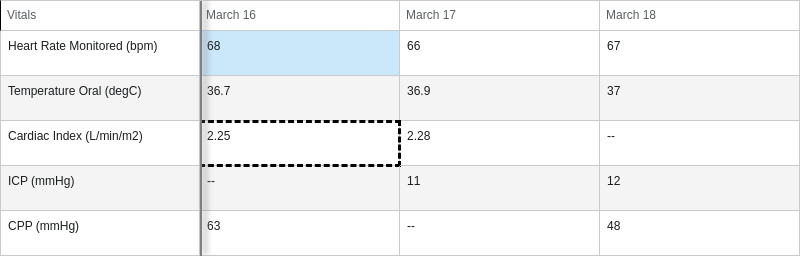 Vitals March 16 March 17 March 18
Heart Rate Monitored (bpm) 68 66 67
Temperature Oral (degC) 36.7 36.9 37
Cardiac Index (L/min/m2) 2.25 2.28 --
ICP (mmHg) -- 11 12
CPP (mmHg) 63 -- 48